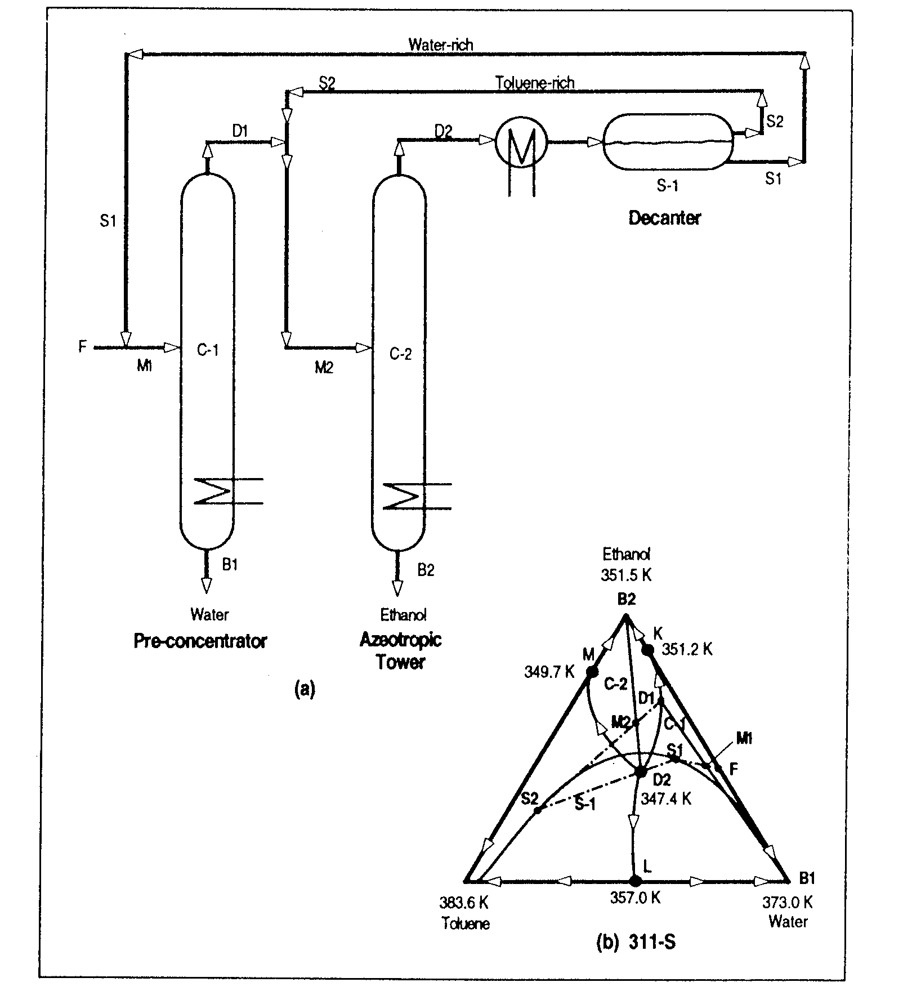 Water-rich
S2
Toluene-rich
D1
D2
S2
S1
S-1
Decanter
S1
F
M1
C-1
M2
C-2
B1
B2
Water
Ethanol
Pre-concentrator
Azeotropic
Tower
(a)
Ethanol
351.5 K
B2
K
351.2 K
M
349.7 K
C-2
D1
M2
C-1
M1
S1
F
D2
347.4 K
S2
S-1
L
B1
357.0 K
383.6 K
Toluene
373.0 K
Water
(b) 311-S